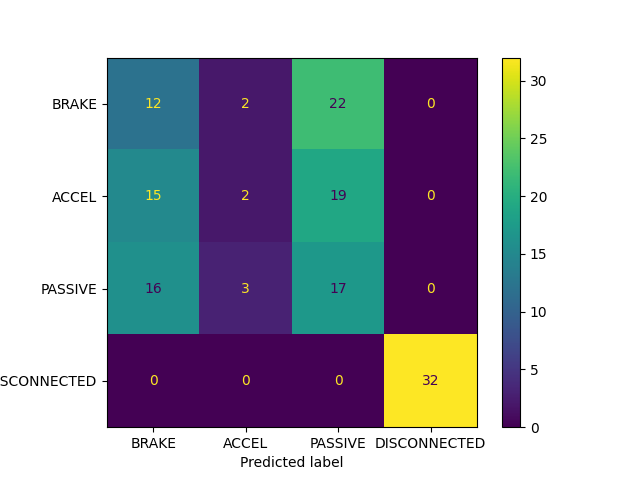 BRAKE 12 2 22 0
ACCEL 15 2 19 0
PASSIVE 16 3 17 0
SCONNECTED 0 0 0 32
BRAKE ACCEL PASSIVE DISCONNECTED
Predicted label
30
25
20
15
10
5
0